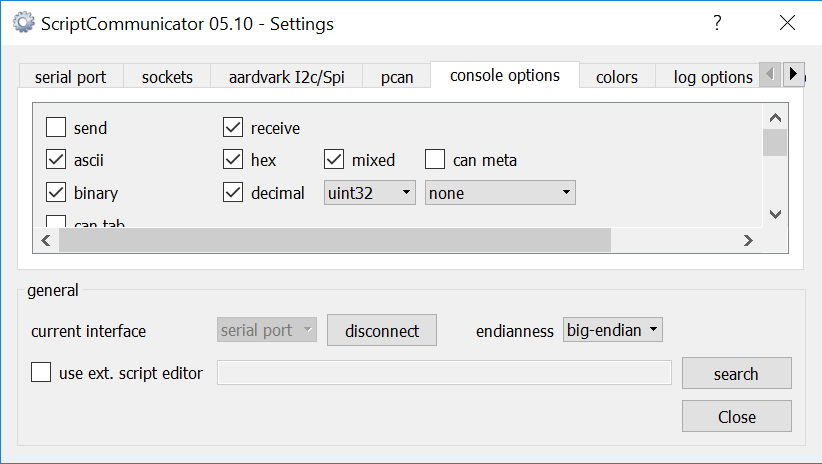 ScriptCommunicator 05.10 - Settings ?
serial port sockets aardvark I2c/Spi pcan console options colors log options
send receive
ascii hex mixed can meta
binary decimal uint32 none
can tab
general
current interface serial port disconnect endianness big-endian
use ext. script editor search
Close